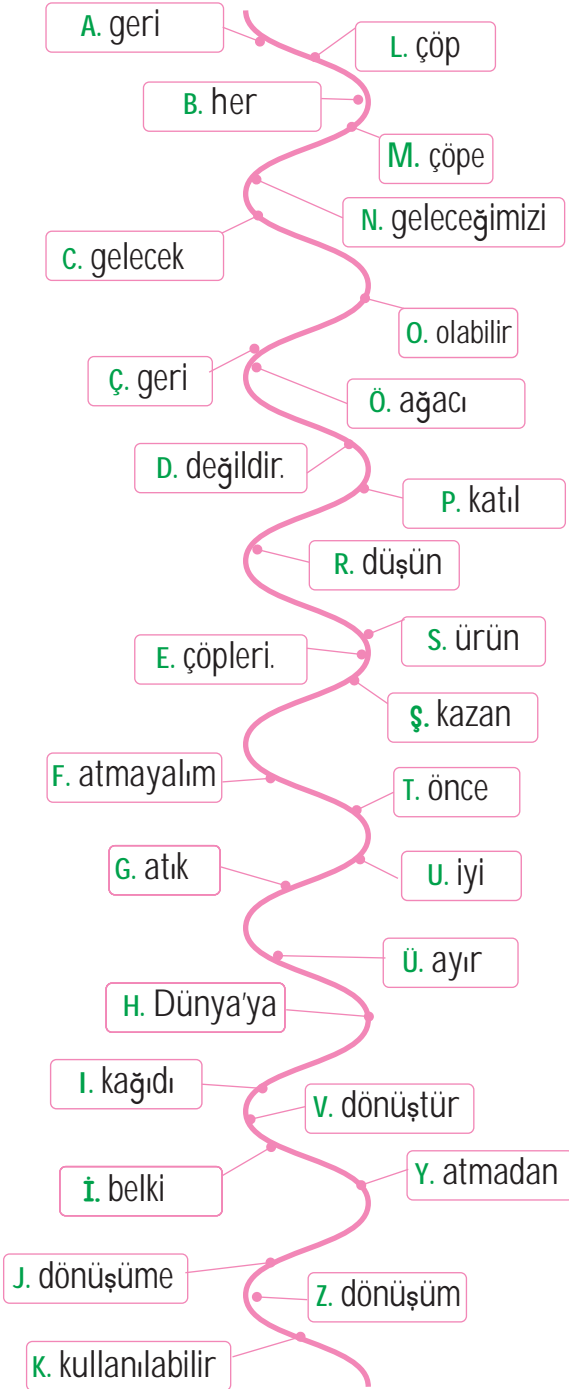 A. geri
L. çöp
B. her
M. çöpe
N. geleceğimizi
C. gelecek
O. olabilir
Ç. geri
Ö. ağacı
D. değildir.
P. katıl
R. düşün
S. ürün
E. çöpleri.
Ş. kazan
F. atmayalım
T. önce
G. atık
U. iyi
Ü. ayır
H. Dünya'ya
I. kağıdı
V. dönüştür
İ. belki
Y. atmadan
J. dönüşüme
Z. dönüşüm
K. kullanılabilir